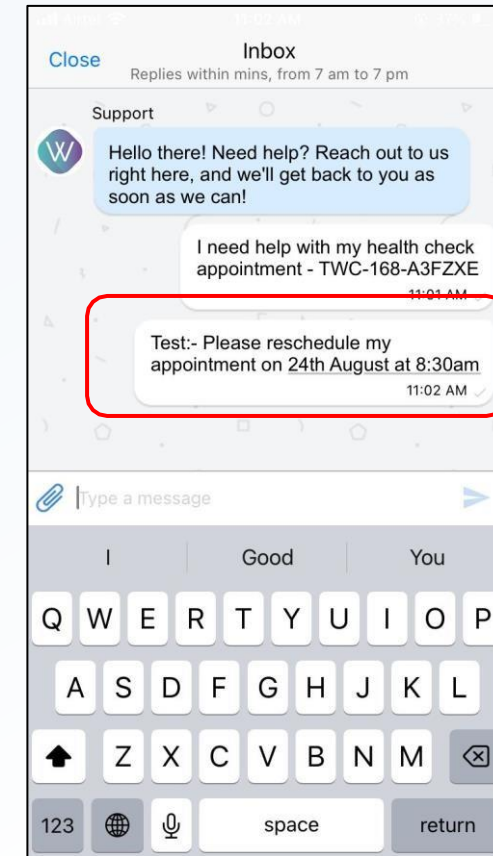 11:02 AM
Close
Inbox
Replies within mins, from 7 am to 7 pm
Support
W
Hello there! Need help? Reach out to us
right here, and we'll get back to you as
soon as we can!
I need help with my health check
appointment - TWC-168-A3FZXE
11:01 AM
Test:- Please reschedule my
appointment on 24th August at 8:30am
11:02 AM
Type a message
I Good You
Q W E R T Y U I O P
A S D F G H J K L
Z X C V B N M
123 space return